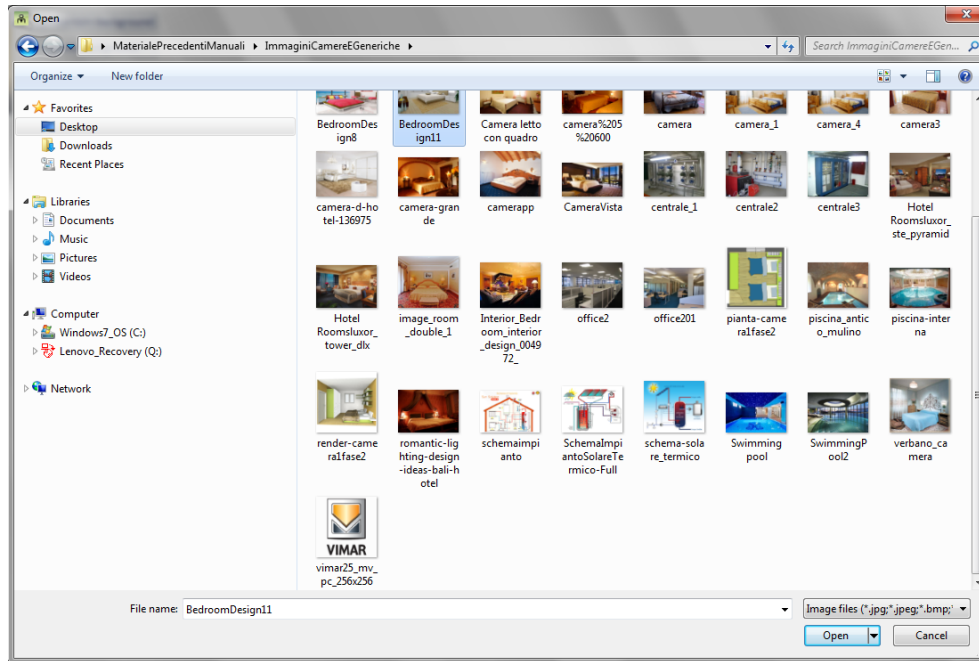 Open
MaterialePrecedentiManuali
ImmaginiCamereEGeneriche
Search ImmaginiCamereEGen...
Organize
New folder
Favorites
Desktop
Downloads
Recent Places
Libraries
Documents
Music
Pictures
Videos
Computer
Windows7_OS (C:)
Lenovo_Recovery (Q:)
Network
BedroomDes
ign8
BedroomDes
ign11
Camera letto
con quadro
camera%205
%20600
camera
camera_1
camera_4
camera3
camera-d-ho
tel-136975
camera-gran
de
camerapp
CameraVista
centrale_1
centrale2
centrale3
Hotel
Roomsluxor_
ste_pyramid
Hotel
Roomsluxor_
tower_dlx
image_room
_double_1
Interior_Bedr
oom_interior
_design_0049
72_
office2
office201
pianta-came
ra1fase2
piscina_antic
o_mulino
piscina-inter
na
render-came
ra1fase2
romantic-lig
hting-design
-ideas-bali-h
otel
schemaimpi
anto
SchemaImpi
antoSolareTe
rmico-Full
schema-sola
re_termico
Swimming
pool
SwimmingP
ool2
verbano_ca
mera
VIMAR
vimar25_mv_
pc_256x256
File name:
BedroomDesign11
Image files (*.jpg;*.jpeg;*.bmp;*
Open
Cancel